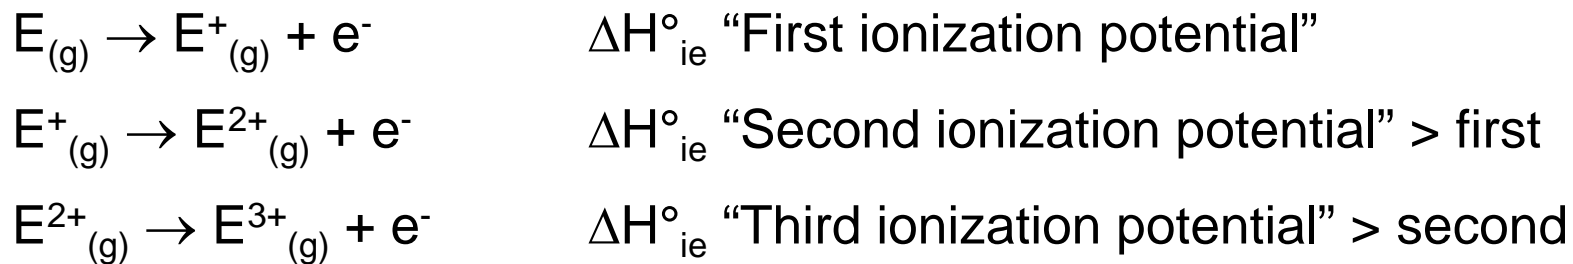 E(g) → E⁺(g) + e⁻ ΔH°ie “First ionization potential”
E⁺(g) → E²⁺(g) + e⁻ ΔH°ie “Second ionization potential” > first
E²⁺(g) → E³⁺(g) + e⁻ ΔH°ie “Third ionization potential” > second